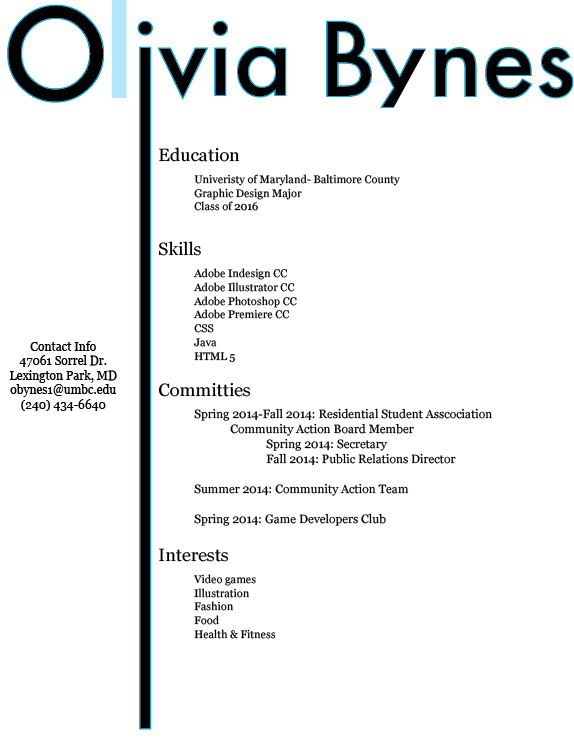 Olivia Bynes
Education
Univeristy of Maryland- Baltimore County
Graphic Design Major
Class of 2016
Skills
Adobe Indesign CC
Adobe Illustrator CC
Adobe Photoshop CC
Adobe Premiere CC
CSS
Java
HTML 5
Contact Info
47061 Sorrel Dr.
Lexington Park, MD
obynes1@umbc.edu
(240) 434-6640
Committies
Spring 2014-Fall 2014: Residential Student Asscociation
Community Action Board Member
Spring 2014: Secretary
Fall 2014: Public Relations Director
Summer 2014: Community Action Team
Spring 2014: Game Developers Club
Interests
Video games
Illustration
Fashion
Food
Health & Fitness